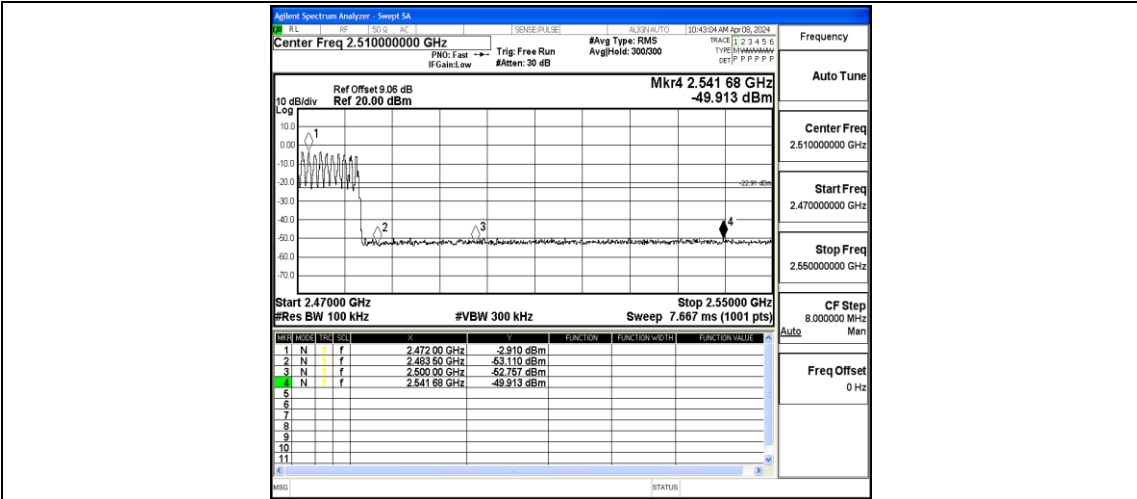 Agilent Spectrum Analyzer - Swept SA
RL RF 50 Ω AC SENSE:PULSE ALIGN AUTO 10:43:04 AM Apr 08, 2024
Center Freq 2.510000000 GHz
PNO: Fast Trig: Free Run
IFGain:Low #Atten: 30 dB
#Avg Type: RMS
Avg|Hold: 300/300
TRACE 1 2 3 4 5 6
TYPE MWWWWW
DET P P P P P P
Mkr4 2.541 68 GHz
-49.913 dBm
Ref Offset 9.06 dB
10 dB/div Ref 20.00 dBm
Log
10.0
0.00
-10.0
-20.0
-30.0
-40.0
-50.0
-60.0
-70.0
1
2
3
4
-22.91 dBm
Start 2.47000 GHz Stop 2.55000 GHz
#Res BW 100 kHz #VBW 300 kHz Sweep 7.667 ms (1001 pts)
MKR MODE TRC SCL X Y FUNCTION FUNCTION WIDTH FUNCTION VALUE
1 N 1 f 2.472 00 GHz -2.910 dBm
2 N 1 f 2.483 50 GHz -53.110 dBm
3 N 1 f 2.500 00 GHz -52.757 dBm
4 N 1 f 2.541 68 GHz -49.913 dBm
5
6
7
8
9
10
11
MSG STATUS
Frequency
Auto Tune
Center Freq
2.510000000 GHz
Start Freq
2.470000000 GHz
Stop Freq
2.550000000 GHz
CF Step
8.000000 MHz
Auto Man
Freq Offset
0 Hz